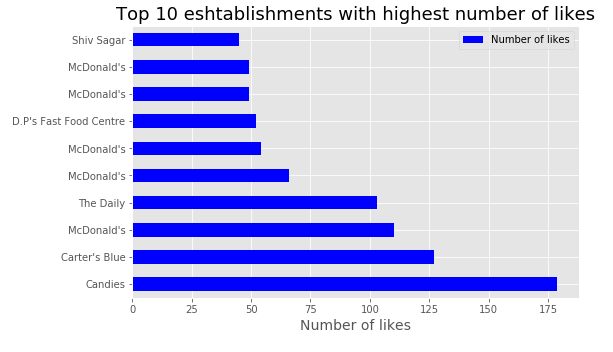 Top 10 eshtablishments with highest number of likes
Number of likes
Shiv Sagar
McDonald's
McDonald's
D.P's Fast Food Centre
McDonald's
McDonald's
The Daily
McDonald's
Carter's Blue
Candies
0 25 50 75 100 125 150 175
Number of likes